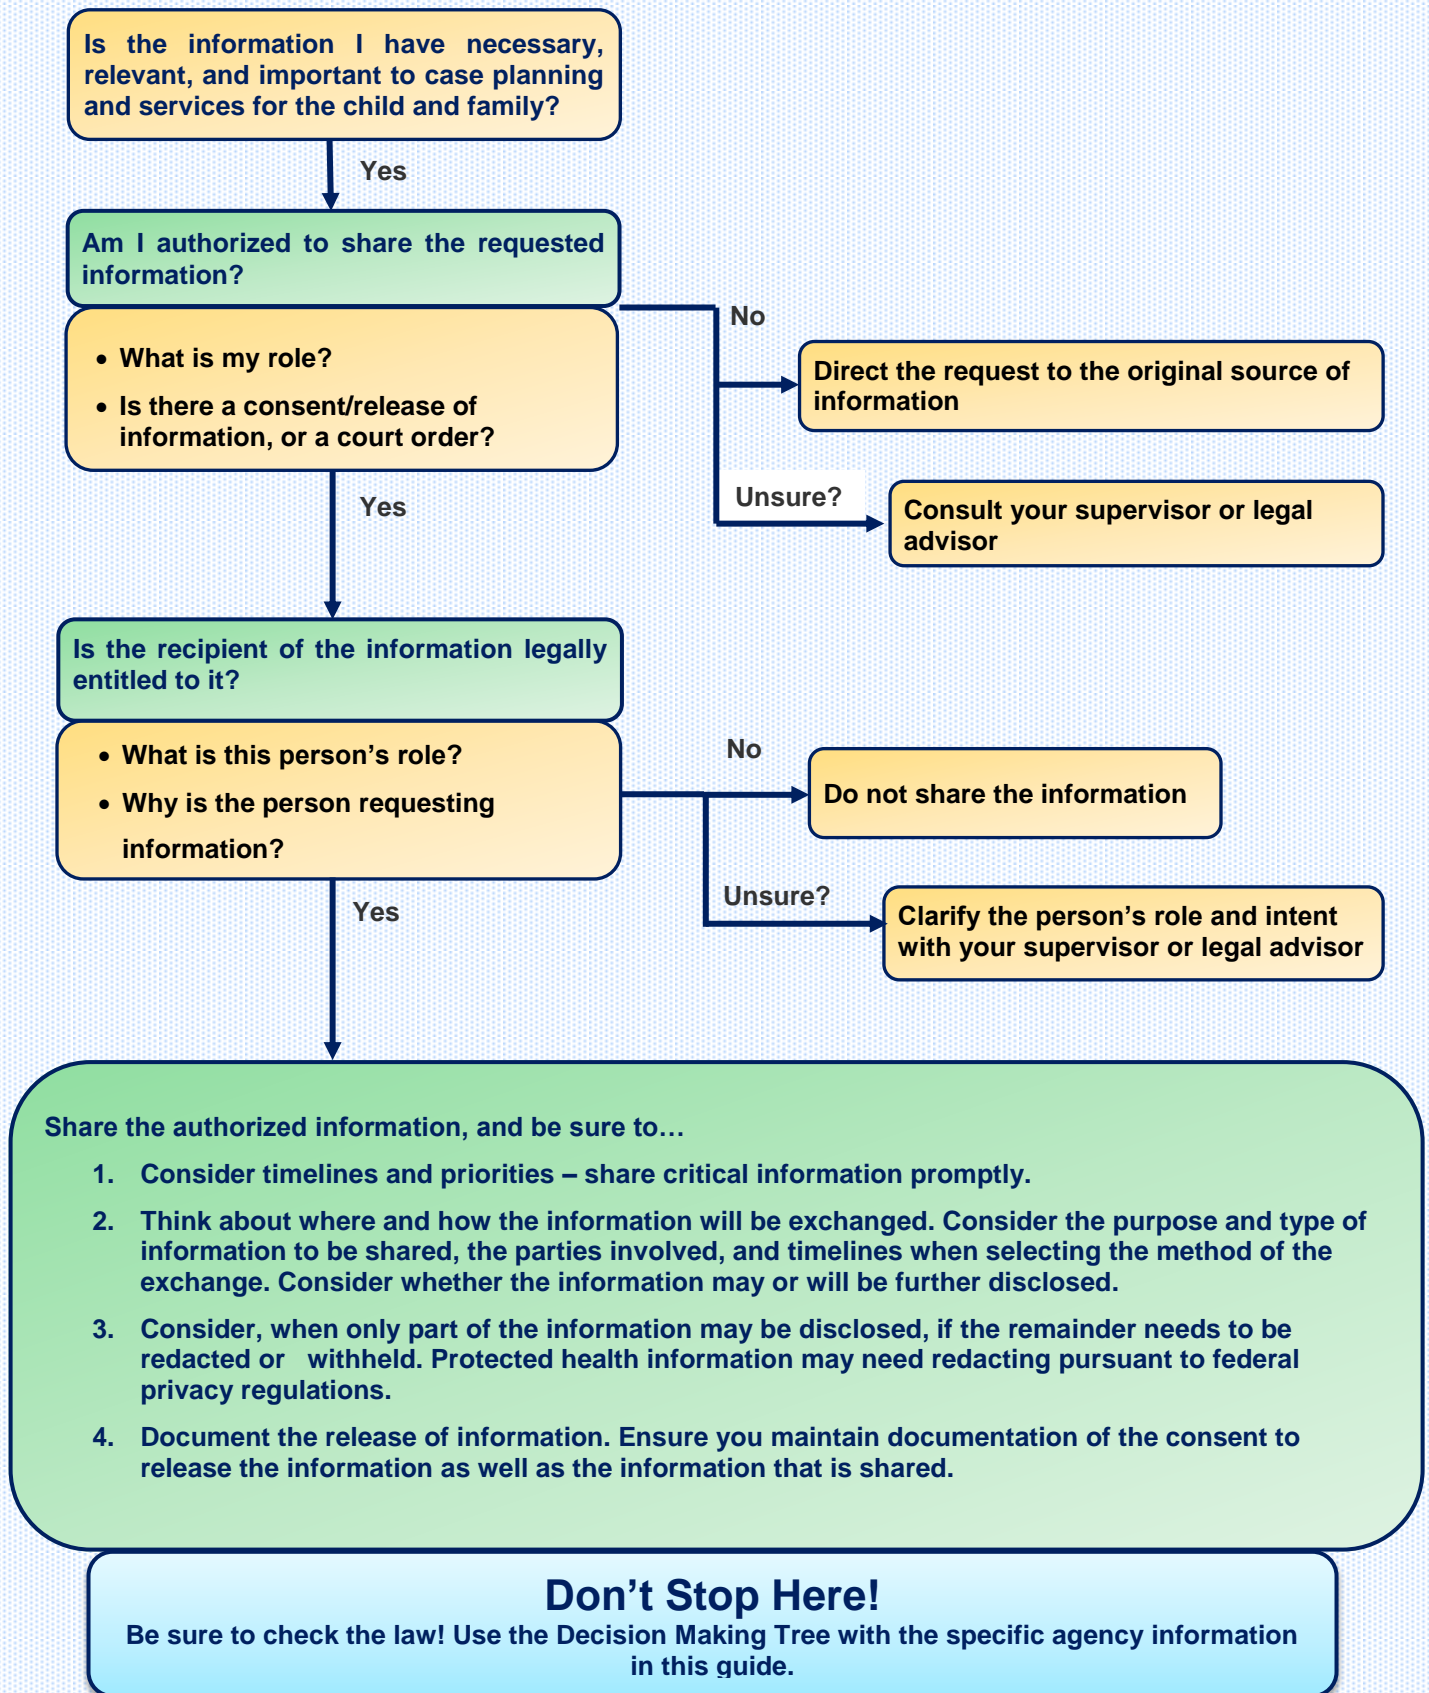 Is the information I have necessary,
relevant, and important to case planning
and services for the child and family?
Yes
Am I authorized to share the requested
information?
• What is my role?
• Is there a consent/release of
information, or a court order?
No
Direct the request to the original source of
information
Unsure?
Consult your supervisor or legal
advisor
Yes
Is the recipient of the information legally
entitled to it?
• What is this person’s role?
• Why is the person requesting
information?
No
Do not share the information
Unsure?
Clarify the person’s role and intent
with your supervisor or legal advisor
Yes
Share the authorized information, and be sure to…
1. Consider timelines and priorities – share critical information promptly.
2. Think about where and how the information will be exchanged. Consider the purpose and type of
information to be shared, the parties involved, and timelines when selecting the method of the
exchange. Consider whether the information may or will be further disclosed.
3. Consider, when only part of the information may be disclosed, if the remainder needs to be
redacted or withheld. Protected health information may need redacting pursuant to federal
privacy regulations.
4. Document the release of information. Ensure you maintain documentation of the consent to
release the information as well as the information that is shared.
Don’t Stop Here!
Be sure to check the law! Use the Decision Making Tree with the specific agency information
in this guide.